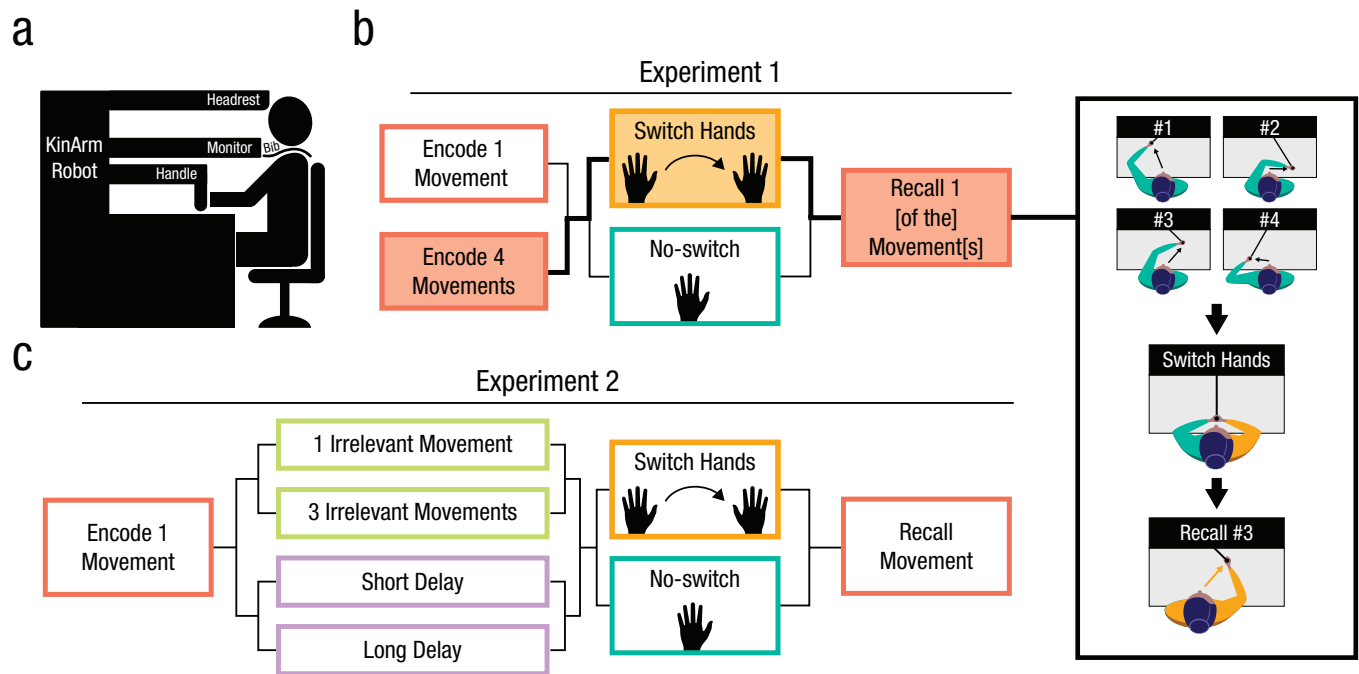 a
Headrest
KinArm
Robot
Monitor
Bib
Handle
b
Experiment 1
Encode 1
Movement
Encode 4
Movements
Switch Hands
No-switch
Recall 1
[of the]
Movement[s]
#1
#2
#3
#4
Switch Hands
Recall #3
c
Experiment 2
Encode 1
Movement
1 Irrelevant Movement
3 Irrelevant Movements
Short Delay
Long Delay
Switch Hands
No-switch
Recall
Movement